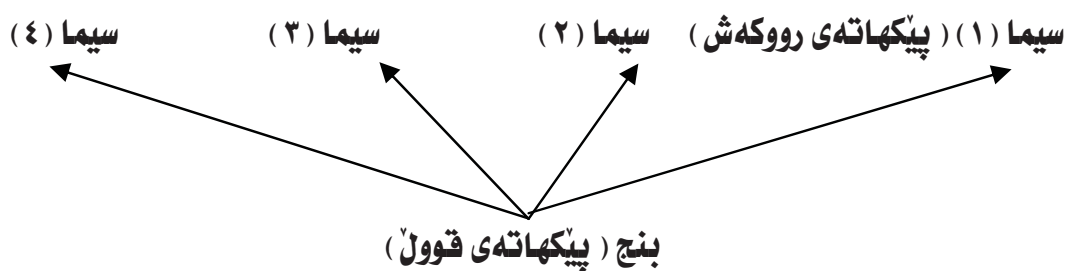 سیما (١) ( پێکهاتەی رووکەش ) سیما (٢) سیما (٣) سیما (٤)
بنج ( پێکهاتەی قووڵ )